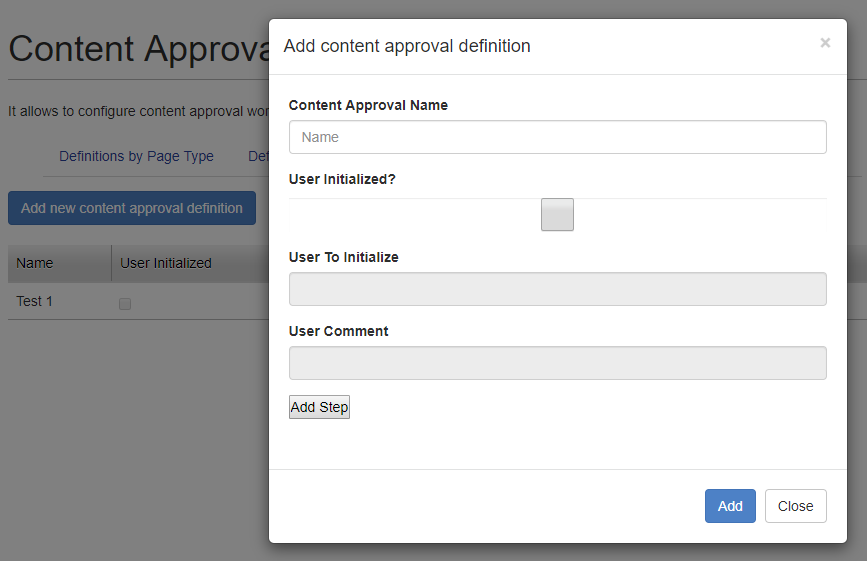 Add content approval definition
×
Content Approva
It allows to configure content approval wor
Definitions by Page Type
Add new content approval definition
Name
User Initialized
Test 1
Content Approval Name
Name
User Initialized?
User To Initialize
User Comment
Add Step
Add
Close